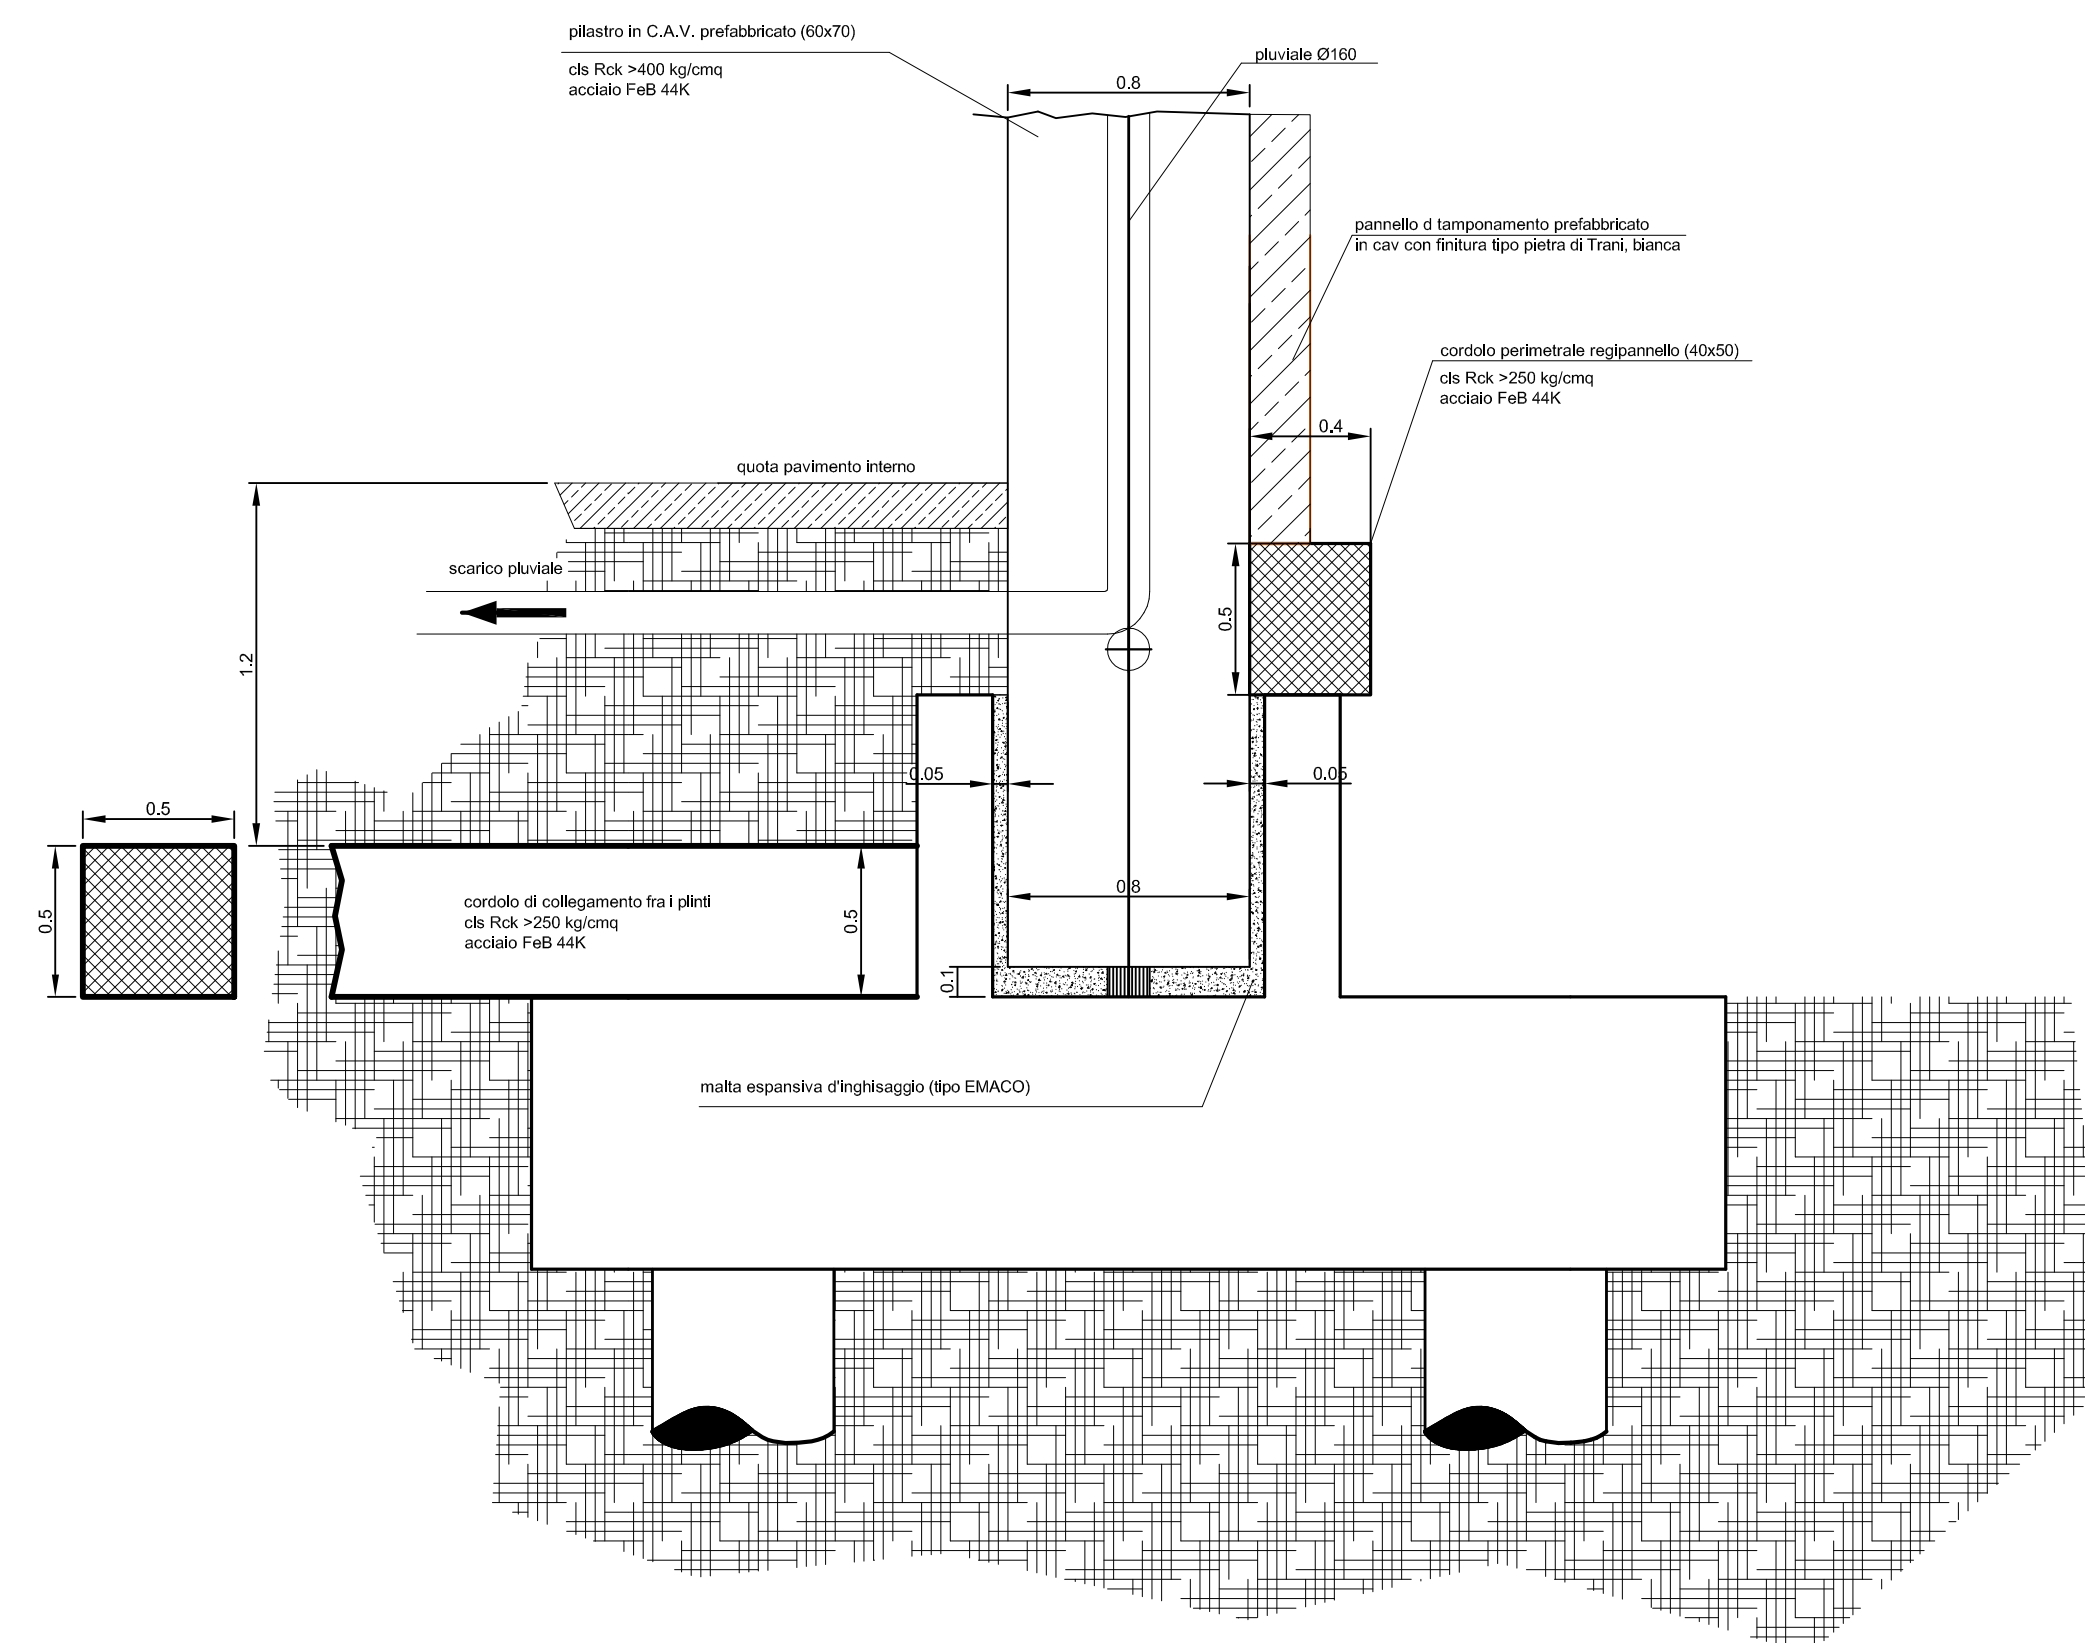 pilastro in C.A.V. prefabbricato (60x70)
cls Rck >400 kg/cmq
acciaio FeB 44K
pluviale Ø160
0.8
pannello d tamponamento prefabbricato
in cav con finitura tipo pietra di Trani, bianca
cordolo perimetrale regipannello (40x50)
cls Rck >250 kg/cmq
acciaio FeB 44K
0.4
quota pavimento interno
scarico pluviale
0.5
1.2
0.05
0.05
0.5
0.5
0.8
cordolo di collegamento fra i plinti
cls Rck >250 kg/cmq
acciaio FeB 44K
0.5
0.1
malta espansiva d'inghisaggio (tipo EMACO)